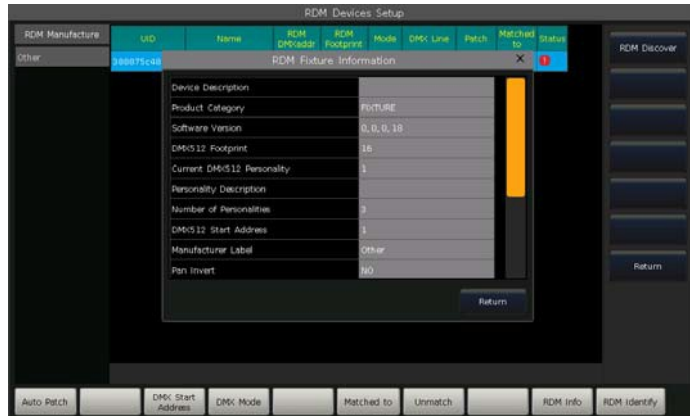 RDM Devices Setup
RDM Manufacture
UID
Name
RDM DMXaddr
RDM Footprint
Mode
DMX Line
Patch
Matched to
Status
Other
RDM Fixture Information
X
!
Device Description
Product Category FIXTURE
Software Version 0, 0, 0, 18
DMX512 Footprint 16
Current DMX512 Personality 1
Personality Description
Number of Personalities 3
DMX512 Start Address 1
Manufacturer Label Other
Pan Invert NO
Return
RDM Discover
Return
Auto Patch
DMX Start Address
DMX Mode
Matched to
Unmatch
RDM Info
RDM Identify